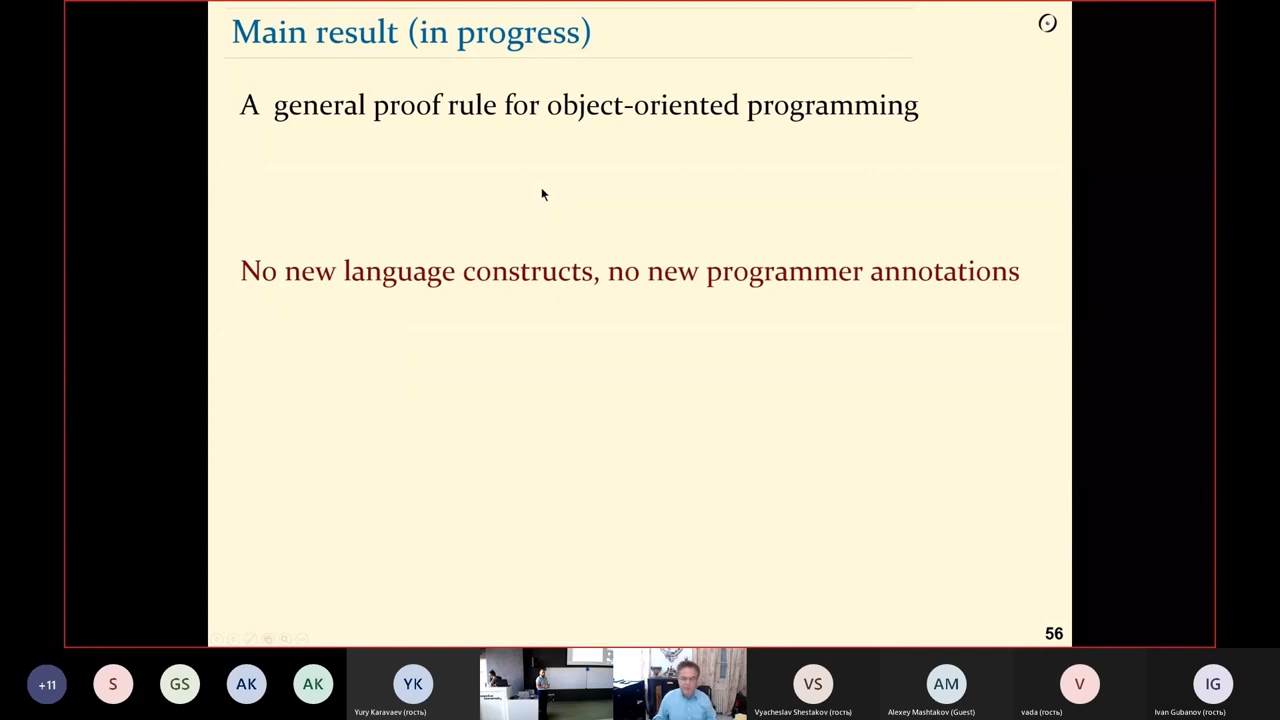 Main result (in progress)
A general proof rule for object-oriented programming
No new language constructs, no new programmer annotations
56
+11
S
GS
AK
AK
YK
VS
AM
V
IG
Yury Karavaev (гость)
Vyacheslav Shestakov (гость)
Alexey Mashtakov (Guest)
vada (гость)
Ivan Gubanov (гость)